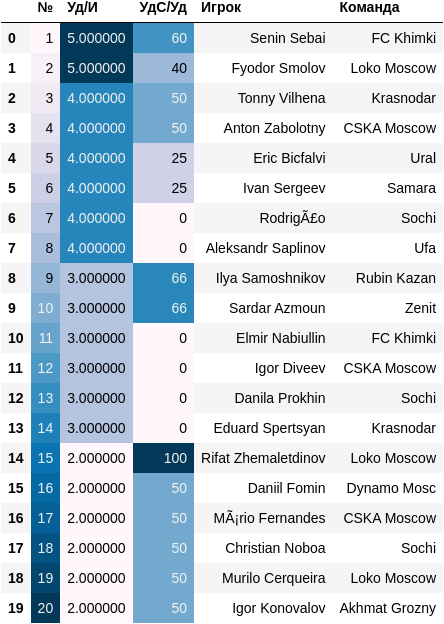 № Уд/И УдС/Уд Игрок Команда
0 1 5.000000 60 Senin Sebai FC Khimki
1 2 5.000000 40 Fyodor Smolov Loko Moscow
2 3 4.000000 50 Tonny Vilhena Krasnodar
3 4 4.000000 50 Anton Zabolotny CSKA Moscow
4 5 4.000000 25 Eric Bicfalvi Ural
5 6 4.000000 25 Ivan Sergeev Samara
6 7 4.000000 0 RodrigÃ£o Sochi
7 8 4.000000 0 Aleksandr Saplinov Ufa
8 9 3.000000 66 Ilya Samoshnikov Rubin Kazan
9 10 3.000000 66 Sardar Azmoun Zenit
10 11 3.000000 0 Elmir Nabiullin FC Khimki
11 12 3.000000 0 Igor Diveev CSKA Moscow
12 13 3.000000 0 Danila Prokhin Sochi
13 14 3.000000 0 Eduard Spertsyan Krasnodar
14 15 2.000000 100 Rifat Zhemaletdinov Loko Moscow
15 16 2.000000 50 Daniil Fomin Dynamo Mosc
16 17 2.000000 50 MÃ¡rio Fernandes CSKA Moscow
17 18 2.000000 50 Christian Noboa Sochi
18 19 2.000000 50 Murilo Cerqueira Loko Moscow
19 20 2.000000 50 Igor Konovalov Akhmat Grozny